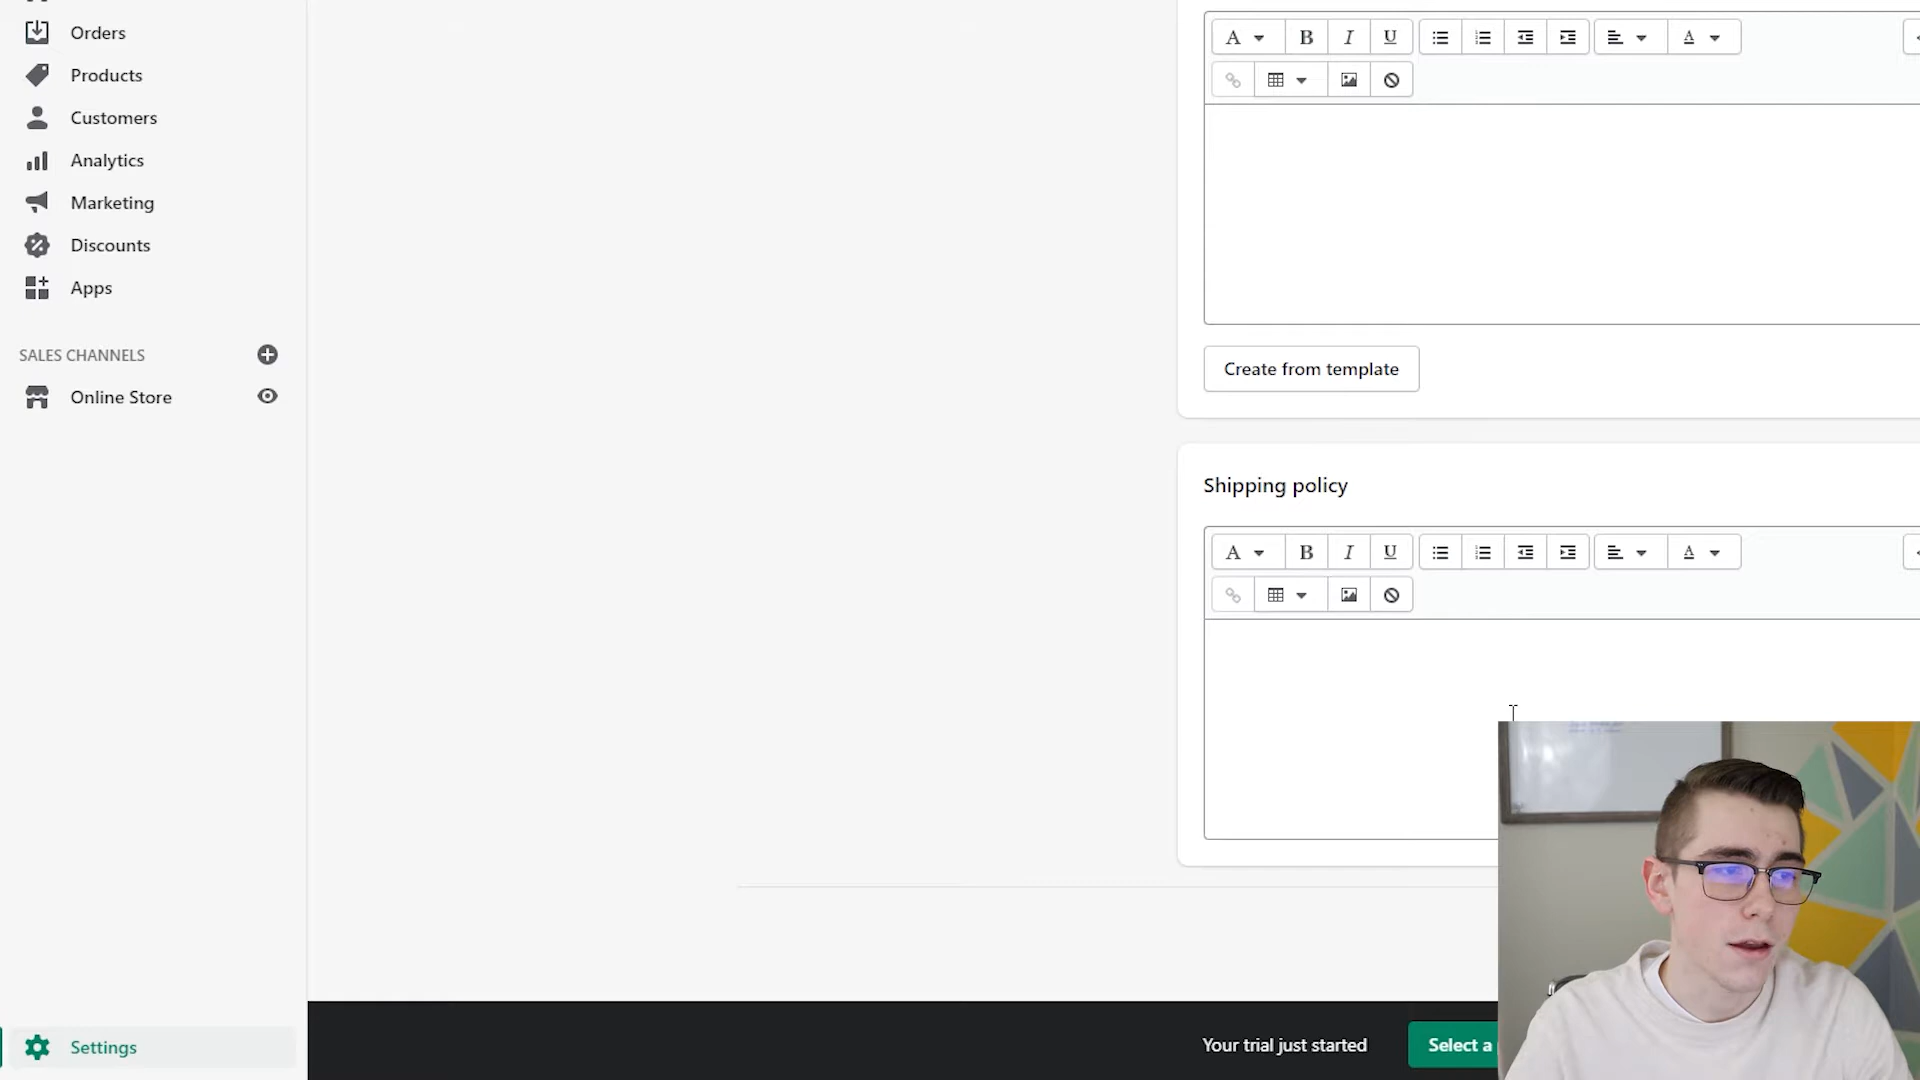 Orders
Products
Customers
Analytics
Marketing
Discounts
Apps
SALES CHANNELS
Online Store
Settings
A B I U A
Create from template
Shipping policy
A B I U A
Your trial just started
Select a